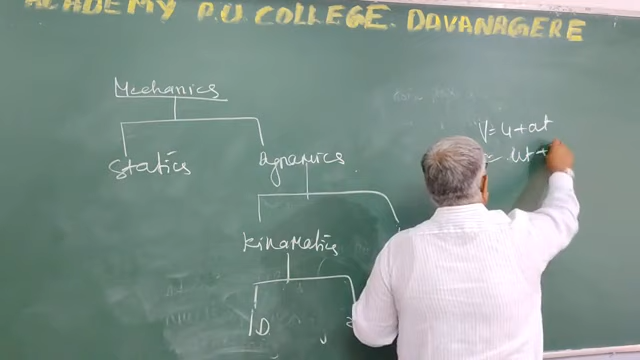 ACADEMY P.U COLLEGE DAVANAGERE
Mechanics
Statics
Dynamics
Kinematics
1D
V = u + at
= ut +